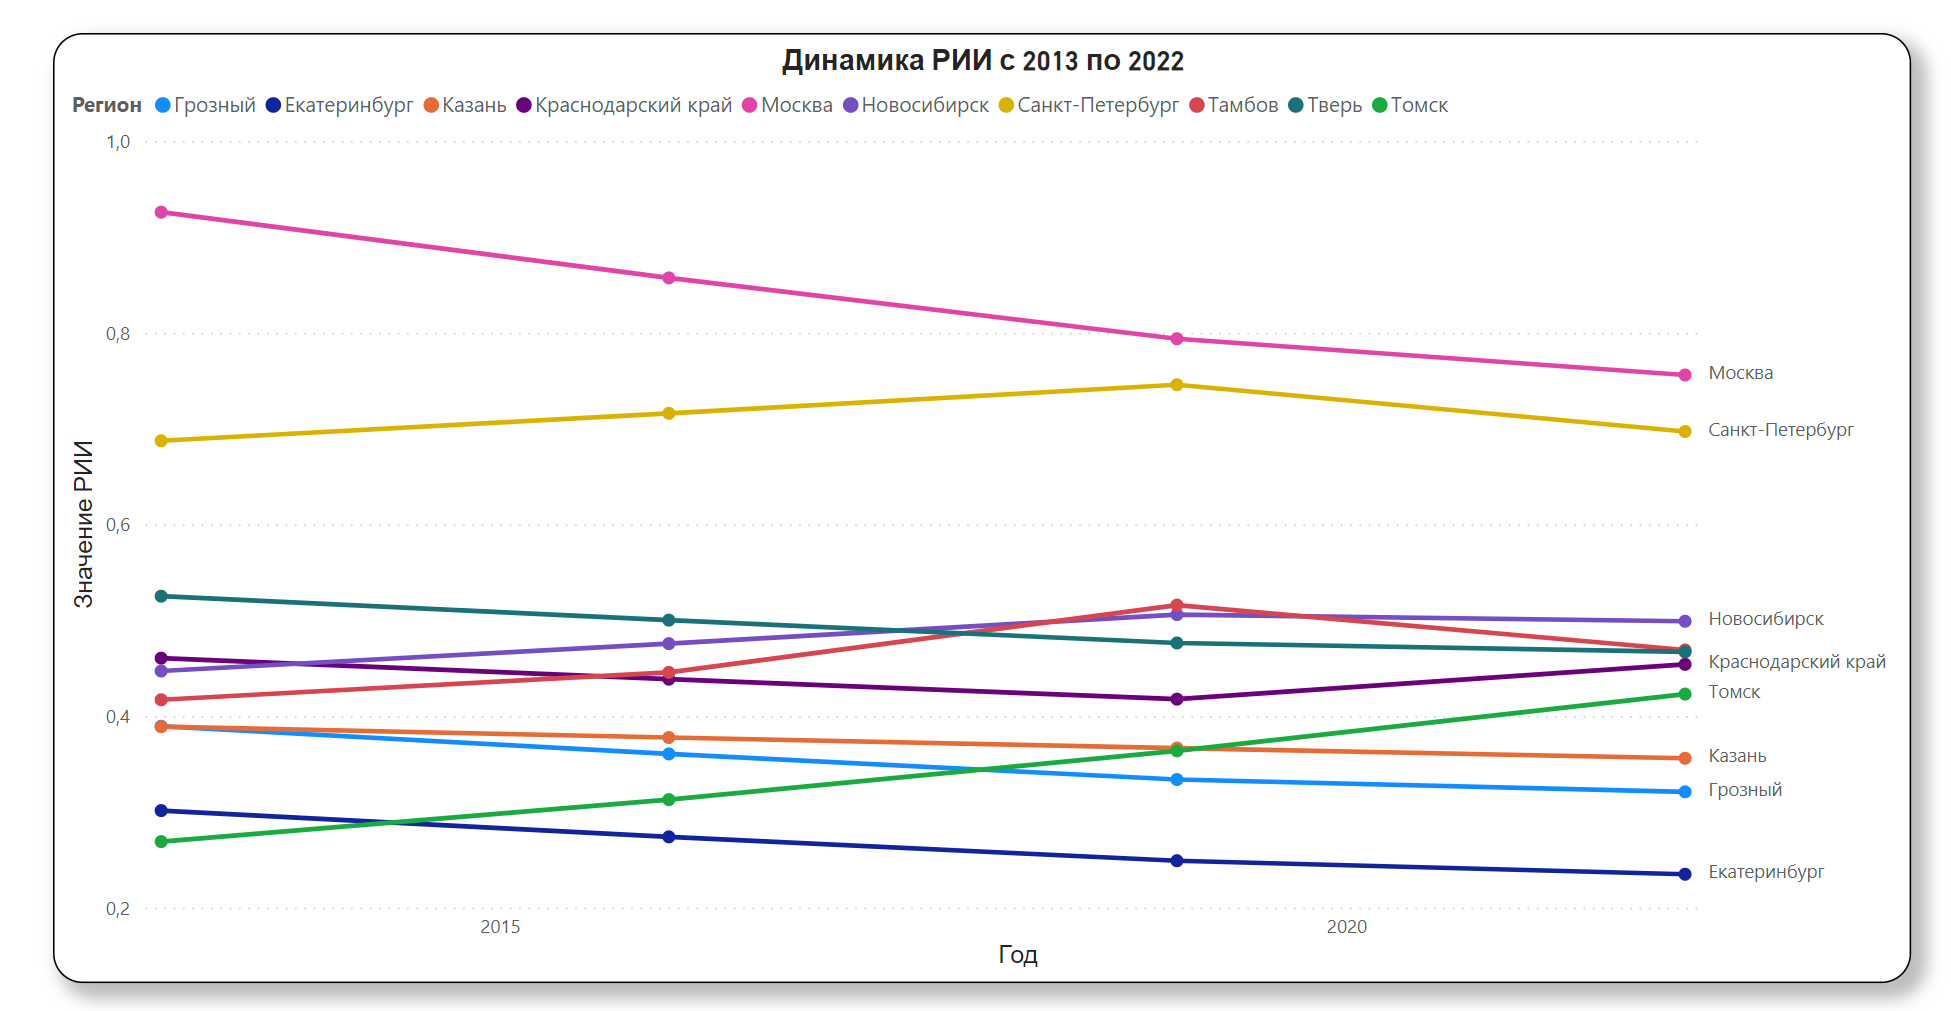 Динамика РИИ с 2013 по 2022
Регион Грозный Екатеринбург Казань Краснодарский край Москва Новосибирск Санкт-Петербург Тамбов Тверь Томск
1,0
0,8
0,6
0,4
0,2
Значение РИИ
Москва
Санкт-Петербург
Новосибирск
Краснодарский край
Томск
Казань
Грозный
Екатеринбург
2015 2020
Год